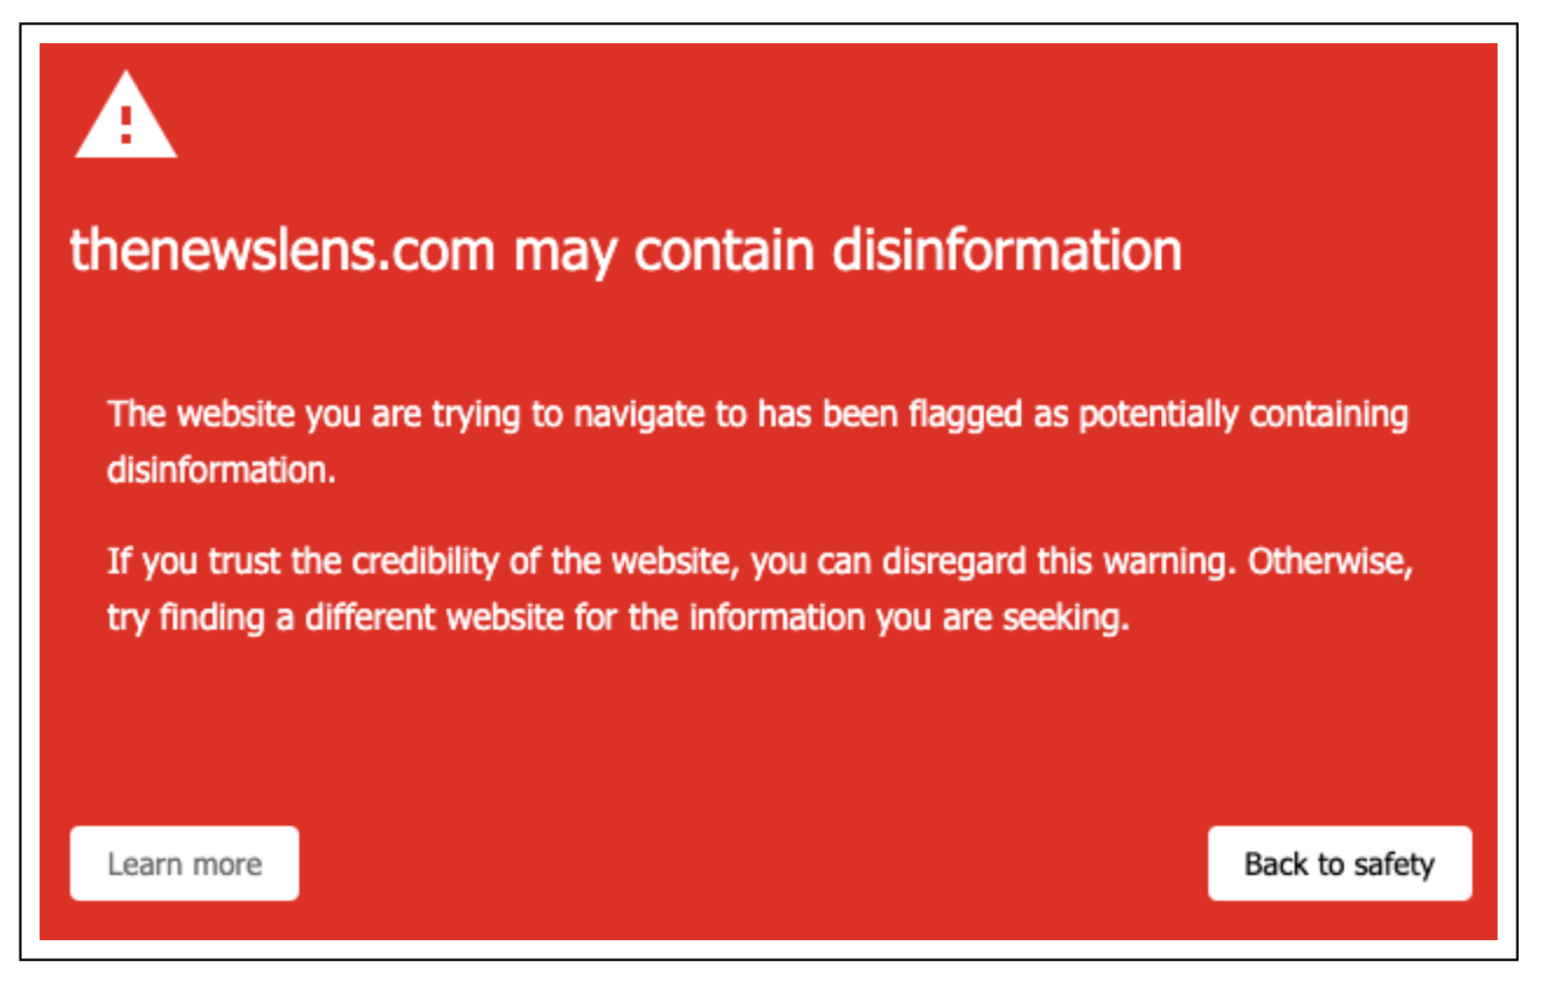 thenewslens.com may contain disinformation
The website you are trying to navigate to has been flagged as potentially containing
disinformation.
If you trust the credibility of the website, you can disregard this warning. Otherwise,
try finding a different website for the information you are seeking.
Learn more
Back to safety